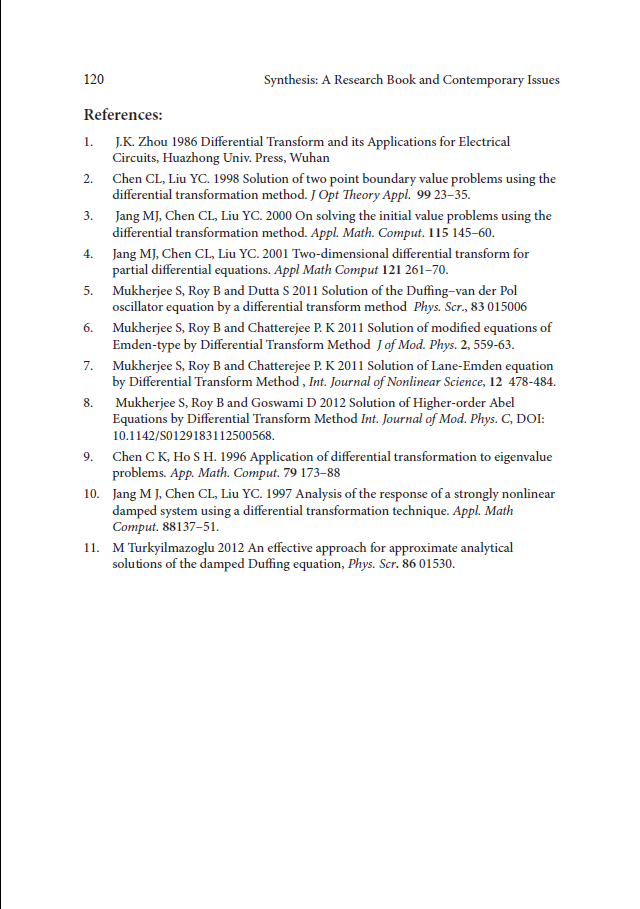 120 Synthesis: A Research Book and Contemporary Issues
References:
1. J.K. Zhou 1986 Differential Transform and its Applications for Electrical
Circuits, Huazhong Univ. Press, Wuhan
2. Chen CL, Liu YC. 1998 Solution of two point boundary value problems using the
differential transformation method. J Opt Theory Appl. 99 23–35.
3. Jang MJ, Chen CL, Liu YC. 2000 On solving the initial value problems using the
differential transformation method. Appl. Math. Comput. 115 145–60.
4. Jang MJ, Chen CL, Liu YC. 2001 Two-dimensional differential transform for
partial differential equations. Appl Math Comput 121 261–70.
5. Mukherjee S, Roy B and Dutta S 2011 Solution of the Duffing–van der Pol
oscillator equation by a differential transform method Phys. Scr., 83 015006
6. Mukherjee S, Roy B and Chatterejee P. K 2011 Solution of modified equations of
Emden-type by Differential Transform Method J of Mod. Phys. 2, 559-63.
7. Mukherjee S, Roy B and Chatterejee P. K 2011 Solution of Lane-Emden equation
by Differential Transform Method , Int. Journal of Nonlinear Science, 12 478-484.
8. Mukherjee S, Roy B and Goswami D 2012 Solution of Higher-order Abel
Equations by Differential Transform Method Int. Journal of Mod. Phys. C, DOI:
10.1142/S0129183112500568.
9. Chen C K, Ho S H. 1996 Application of differential transformation to eigenvalue
problems. App. Math. Comput. 79 173–88
10. Jang M J, Chen CL, Liu YC. 1997 Analysis of the response of a strongly nonlinear
damped system using a differential transformation technique. Appl. Math
Comput. 88137–51.
11. M Turkyilmazoglu 2012 An effective approach for approximate analytical
solutions of the damped Duffing equation, Phys. Scr. 86 01530.